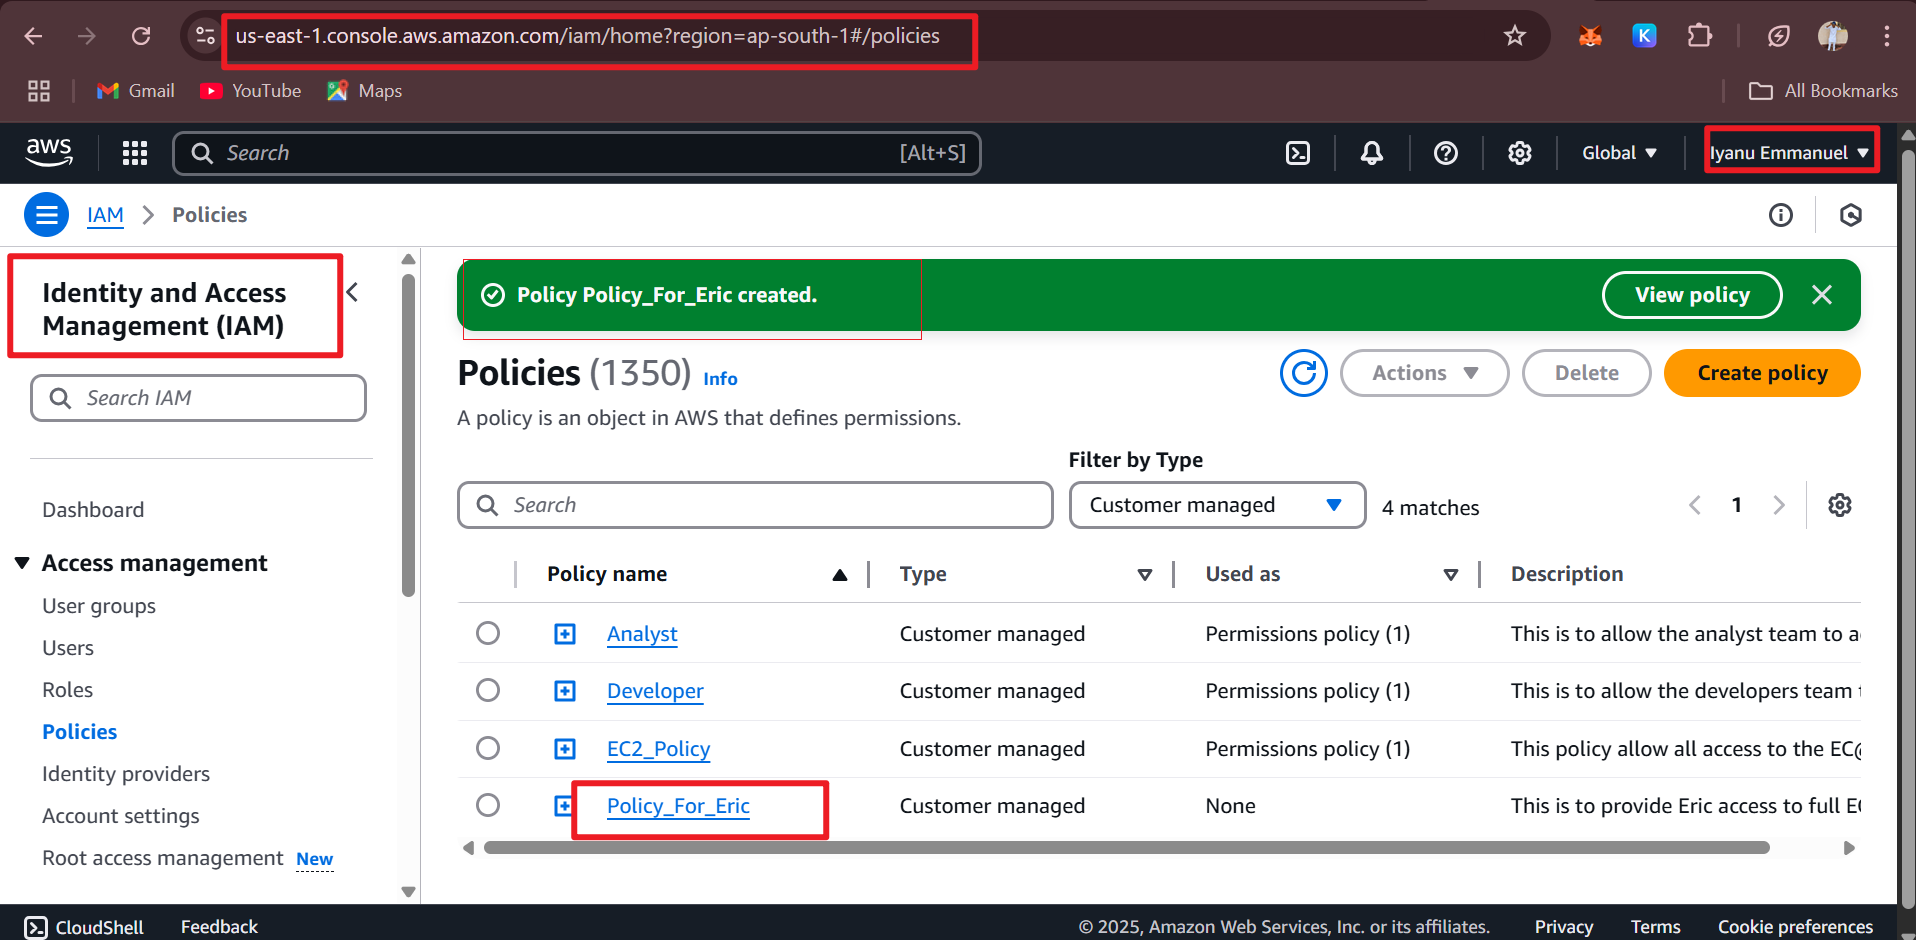 us-east-1.console.aws.amazon.com/iam/home?region=ap-south-1#/policies
K
Gmail
YouTube
Maps
All Bookmarks
aws
Search
[Alt+S]
Global
Iyanu Emmanuel
IAM
Policies
Identity and Access
Management (IAM)
Search IAM
Dashboard
Access management
User groups
Users
Roles
Policies
Identity providers
Account settings
Root access management New
Policy Policy_For_Eric created.
View policy
Policies (1350) Info
Actions
Delete
Create policy
A policy is an object in AWS that defines permissions.
Filter by Type
Search
Customer managed
4 matches
1
Policy name
Type
Used as
Description
Analyst
Customer managed
Permissions policy (1)
This is to allow the analyst team to a
Developer
Customer managed
Permissions policy (1)
This is to allow the developers team
EC2_Policy
Customer managed
Permissions policy (1)
This policy allow all access to the EC@
Policy_For_Eric
Customer managed
None
This is to provide Eric access to full EC
CloudShell
Feedback
© 2025, Amazon Web Services, Inc. or its affiliates.
Privacy
Terms
Cookie preferences